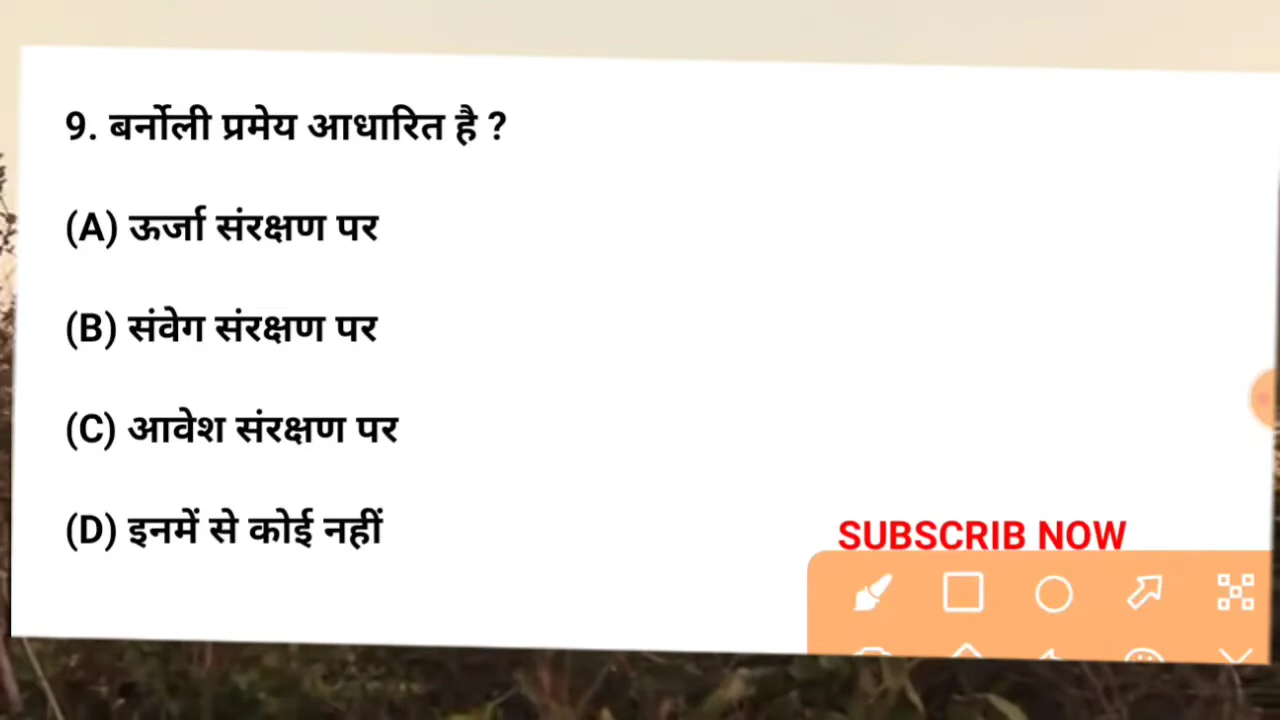 9. बर्नोली प्रमेय आधारित है ?
(A) ऊर्जा संरक्षण पर
(B) संवेग संरक्षण पर
(C) आवेश संरक्षण पर
(D) इनमें से कोई नहीं
SUBSCRIB NOW